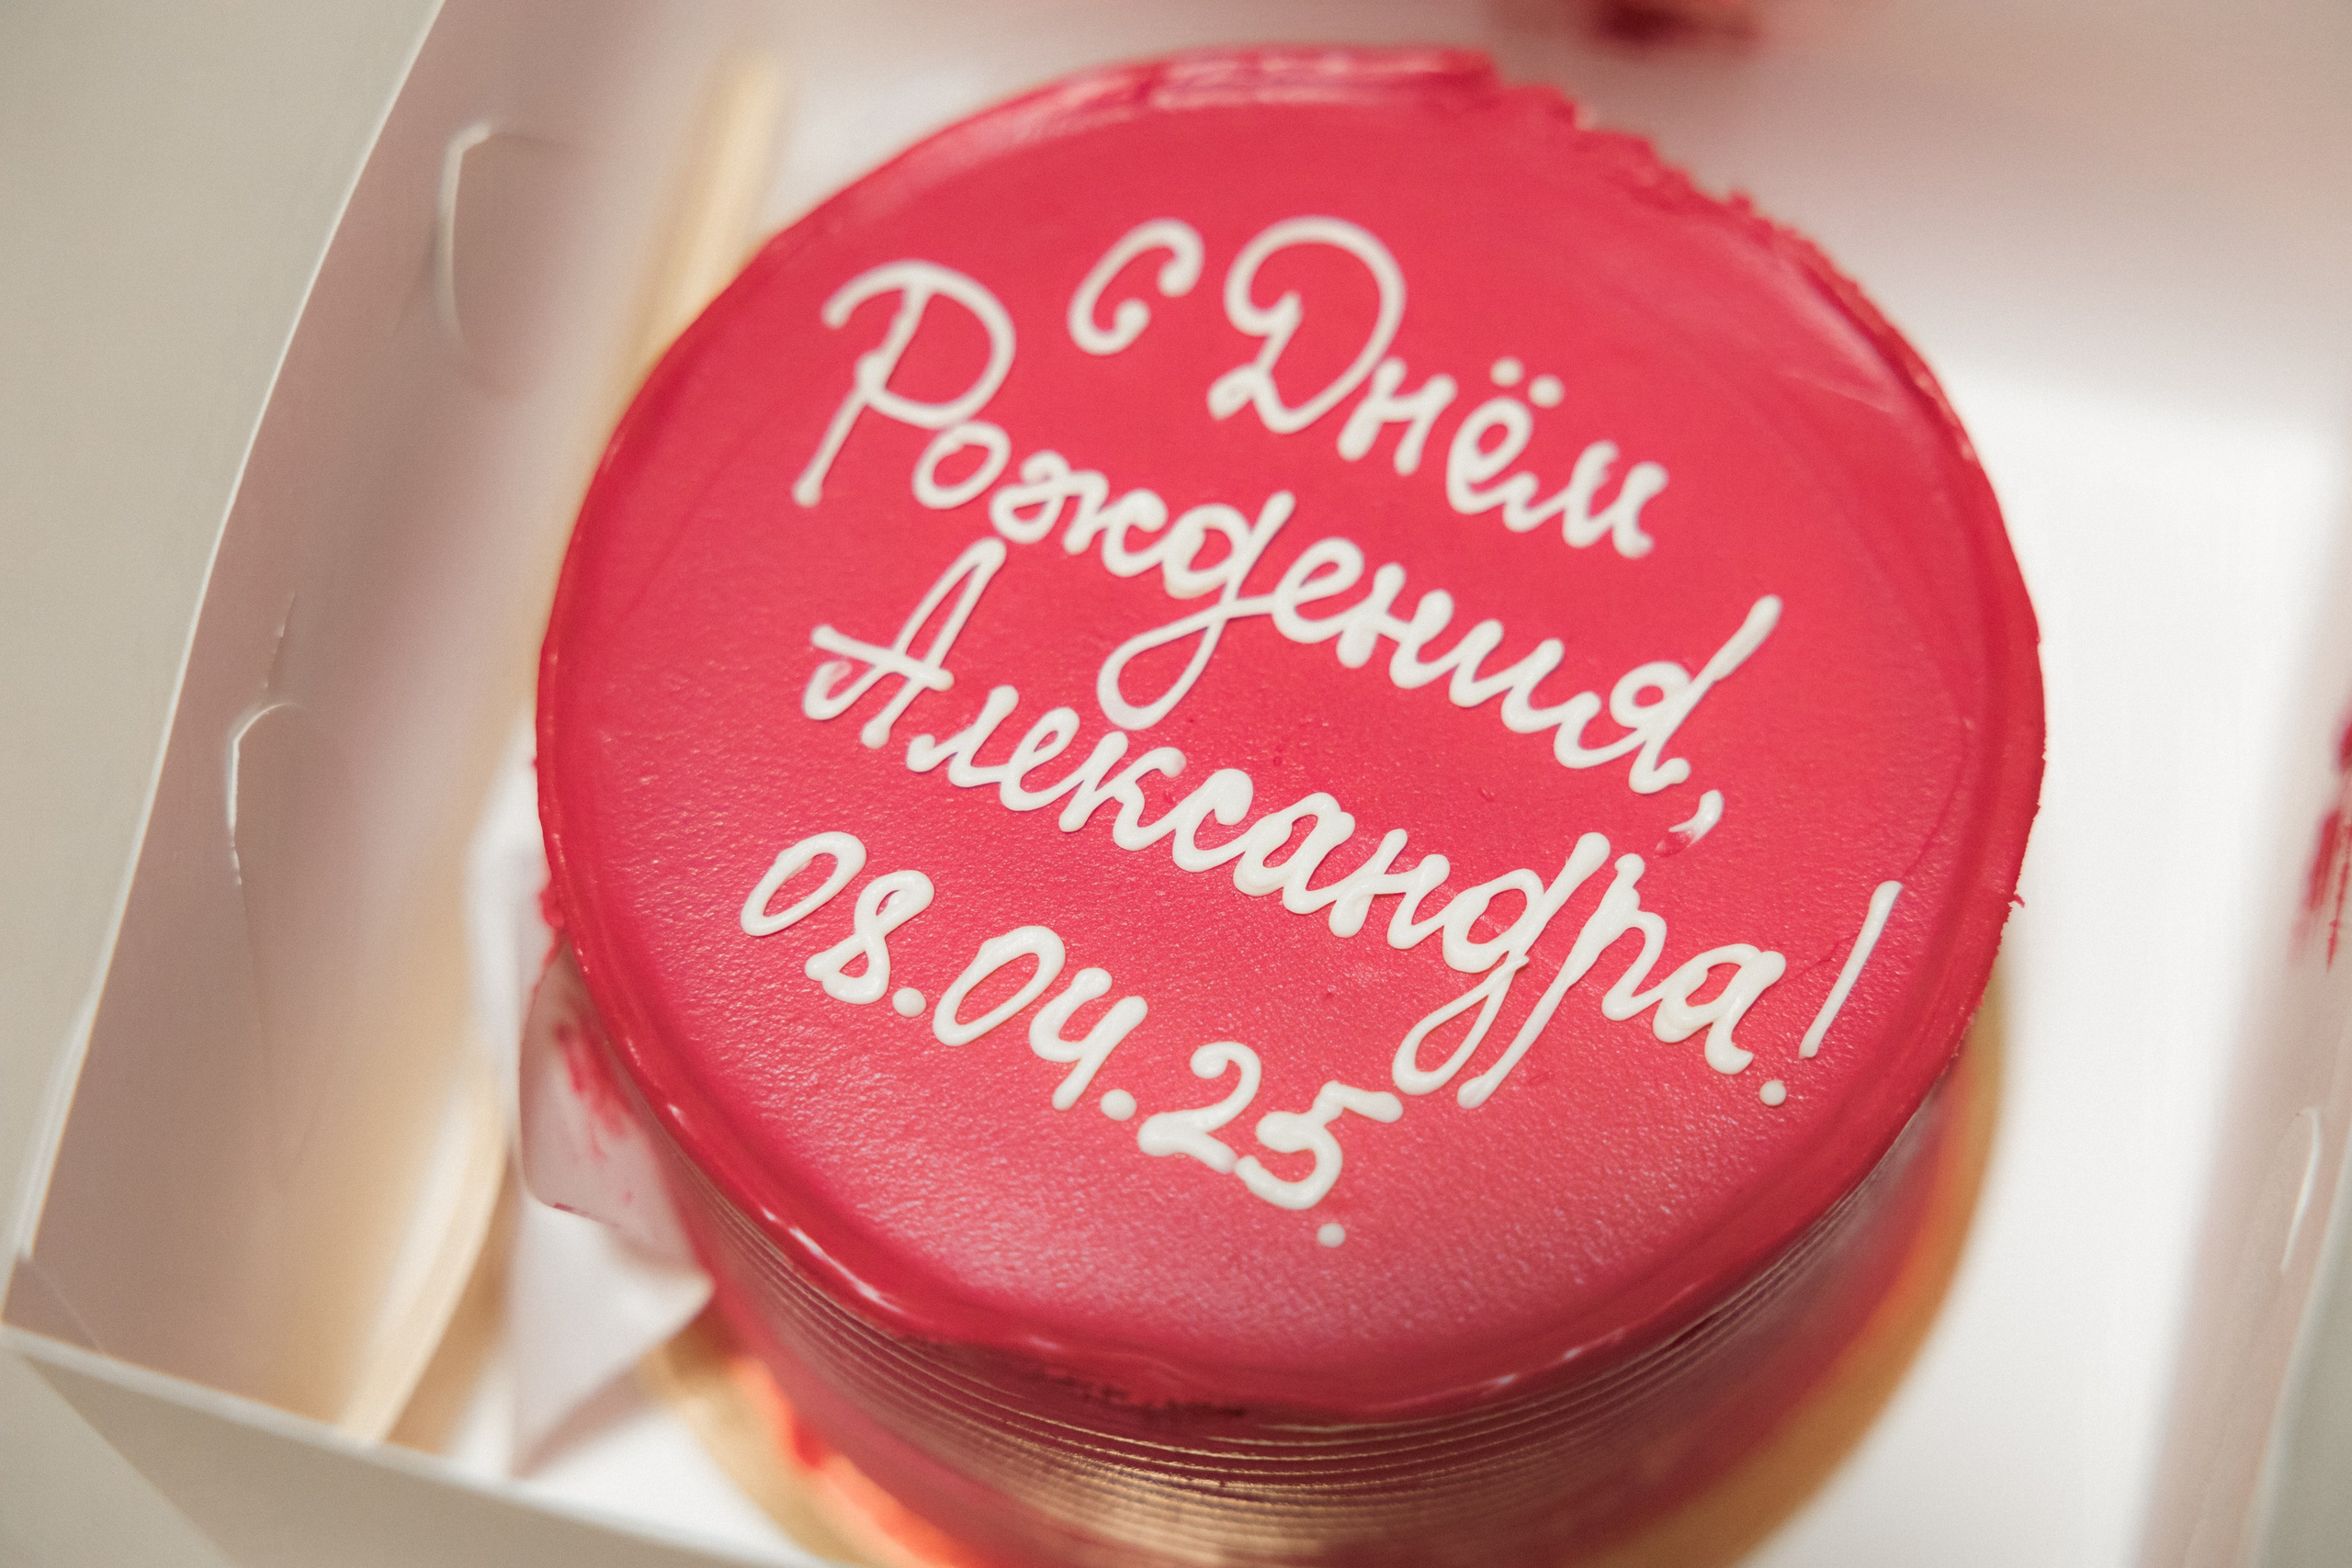 с Днём
Рождения,
Александра!
08.04.25.